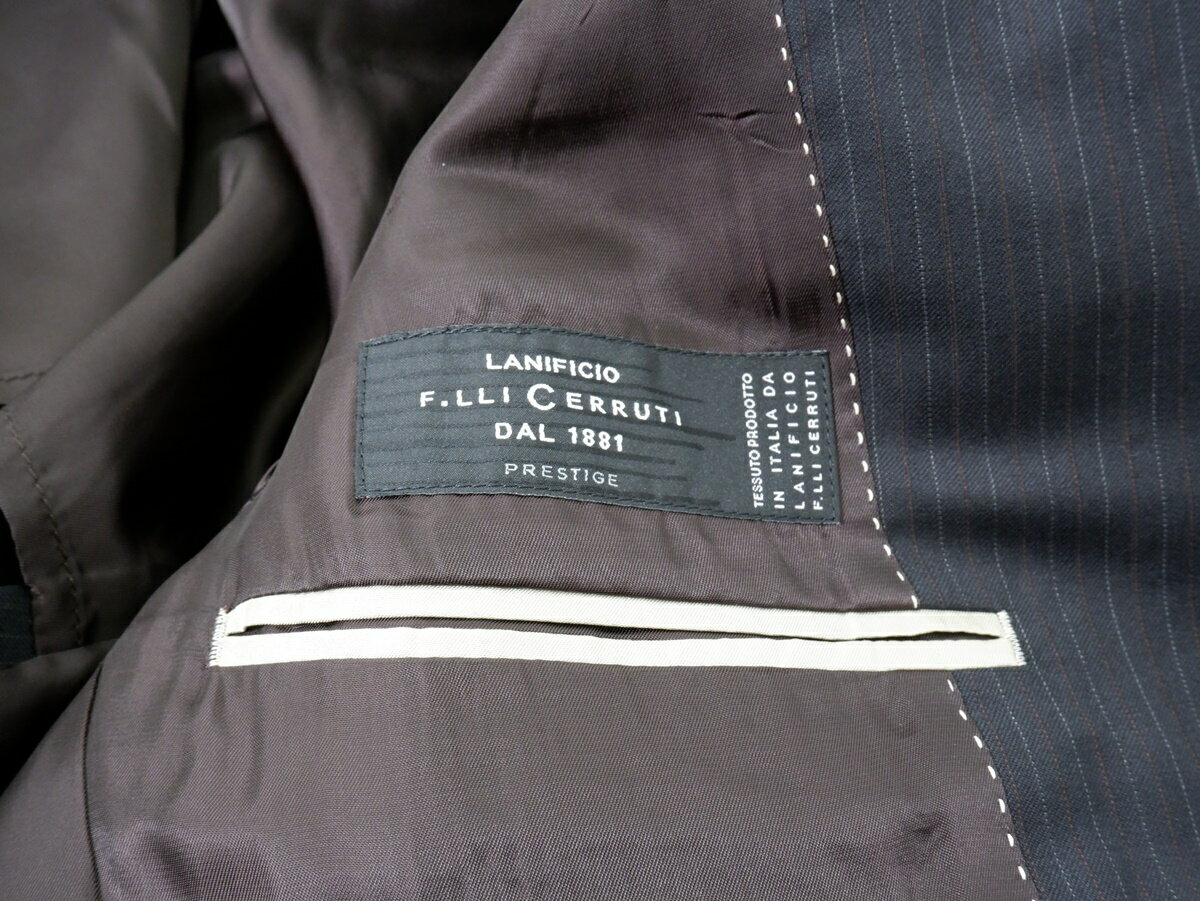 LANIFICIO
F.LLI CERRUTI
DAL 1881
PRESTIGE
TESSUTO PRODOTTO
IN ITALIA DA
LANIFICIO
F.LLI CERRUTI